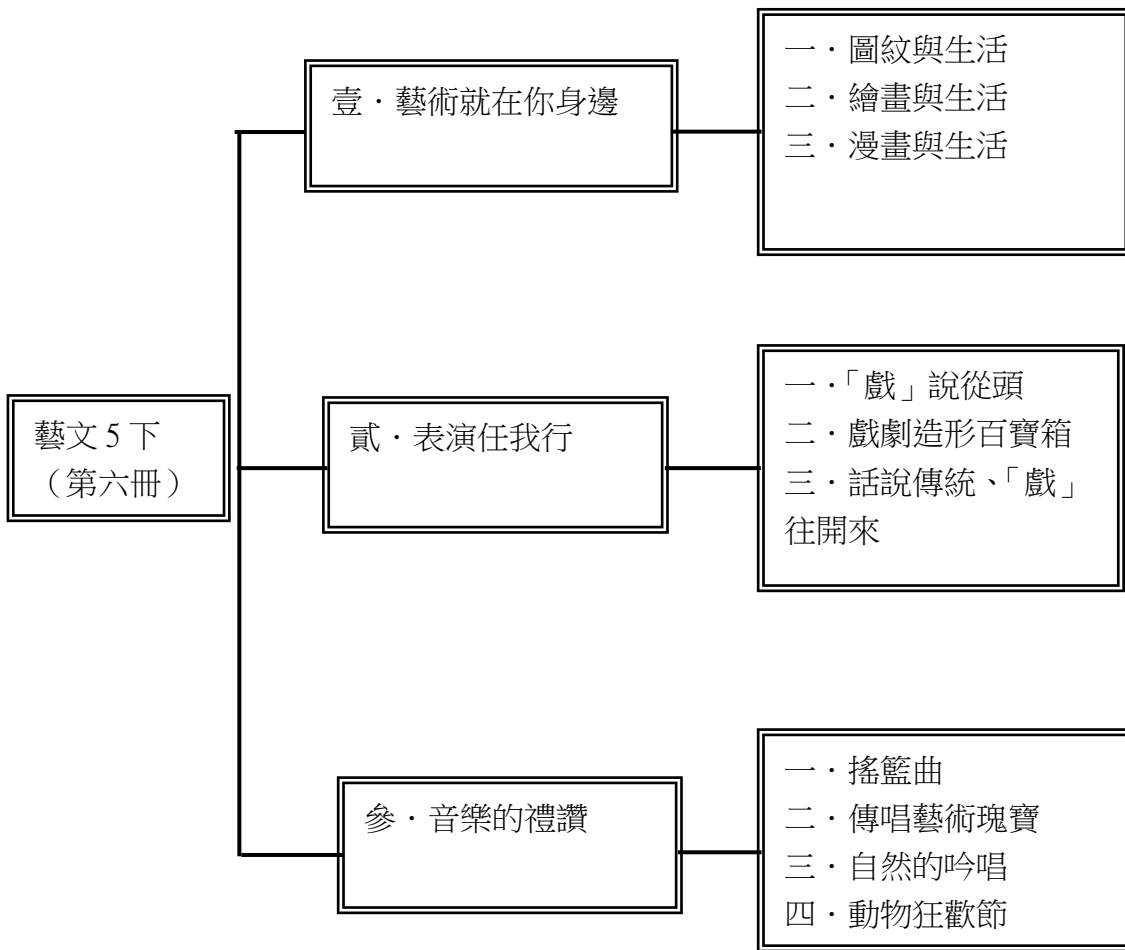 藝文 5 下
（第六冊）
壹．藝術就在你身邊
一．圖紋與生活
二．繪畫與生活
三．漫畫與生活
貳．表演任我行
一．「戲」說從頭
二．戲劇造形百寶箱
三．話說傳統、「戲」
往開來
參．音樂的禮讚
一．搖籃曲
二．傳唱藝術瑰寶
三．自然的吟唱
四．動物狂歡節